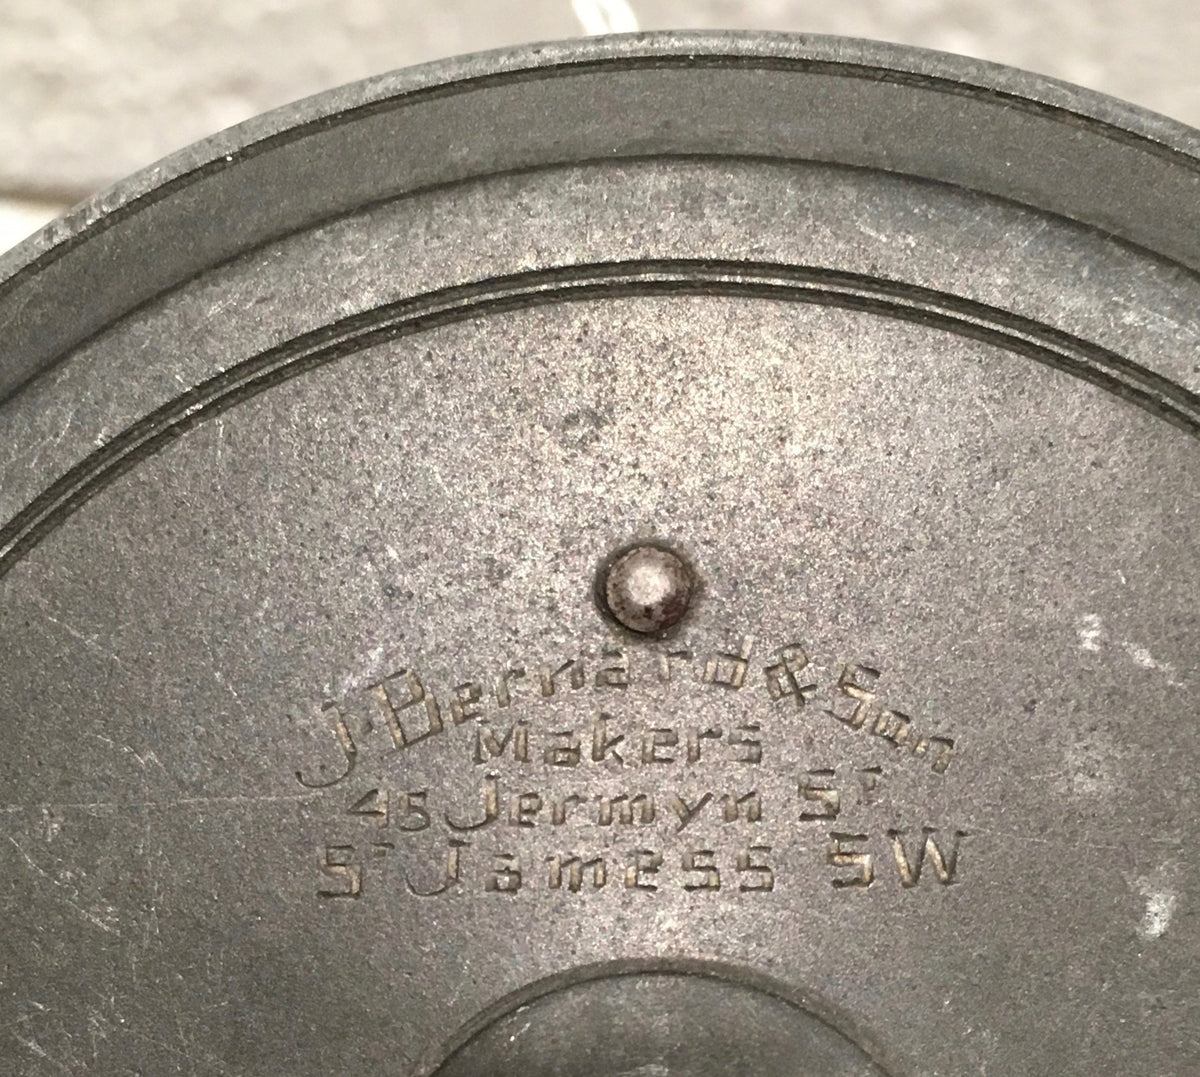 J. Bernard & Son
Makers
45 Jermyn St
St Jamess SW